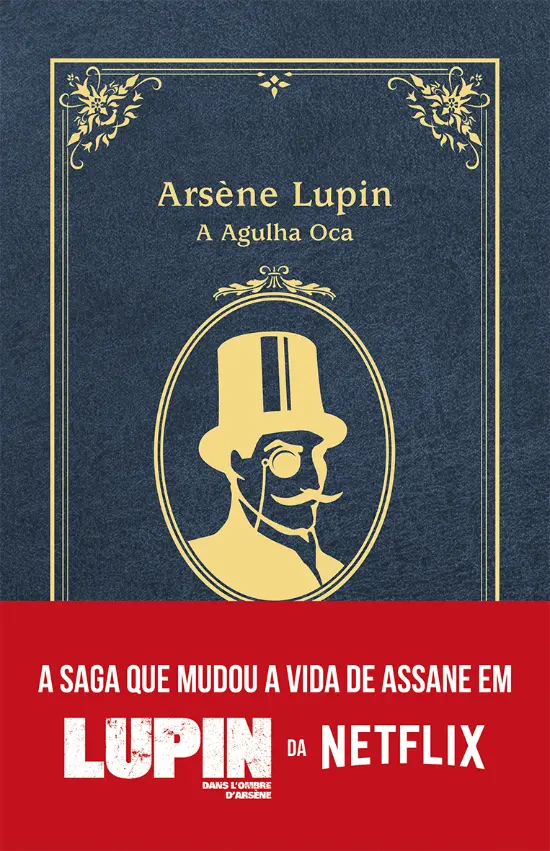 Arsène Lupin
A Agulha Oca
A SAGA QUE MUDOU A VIDA DE ASSANE EM
LUPIN DA NETFLIX
DANS L'OMBRE
D'ARSÈNE